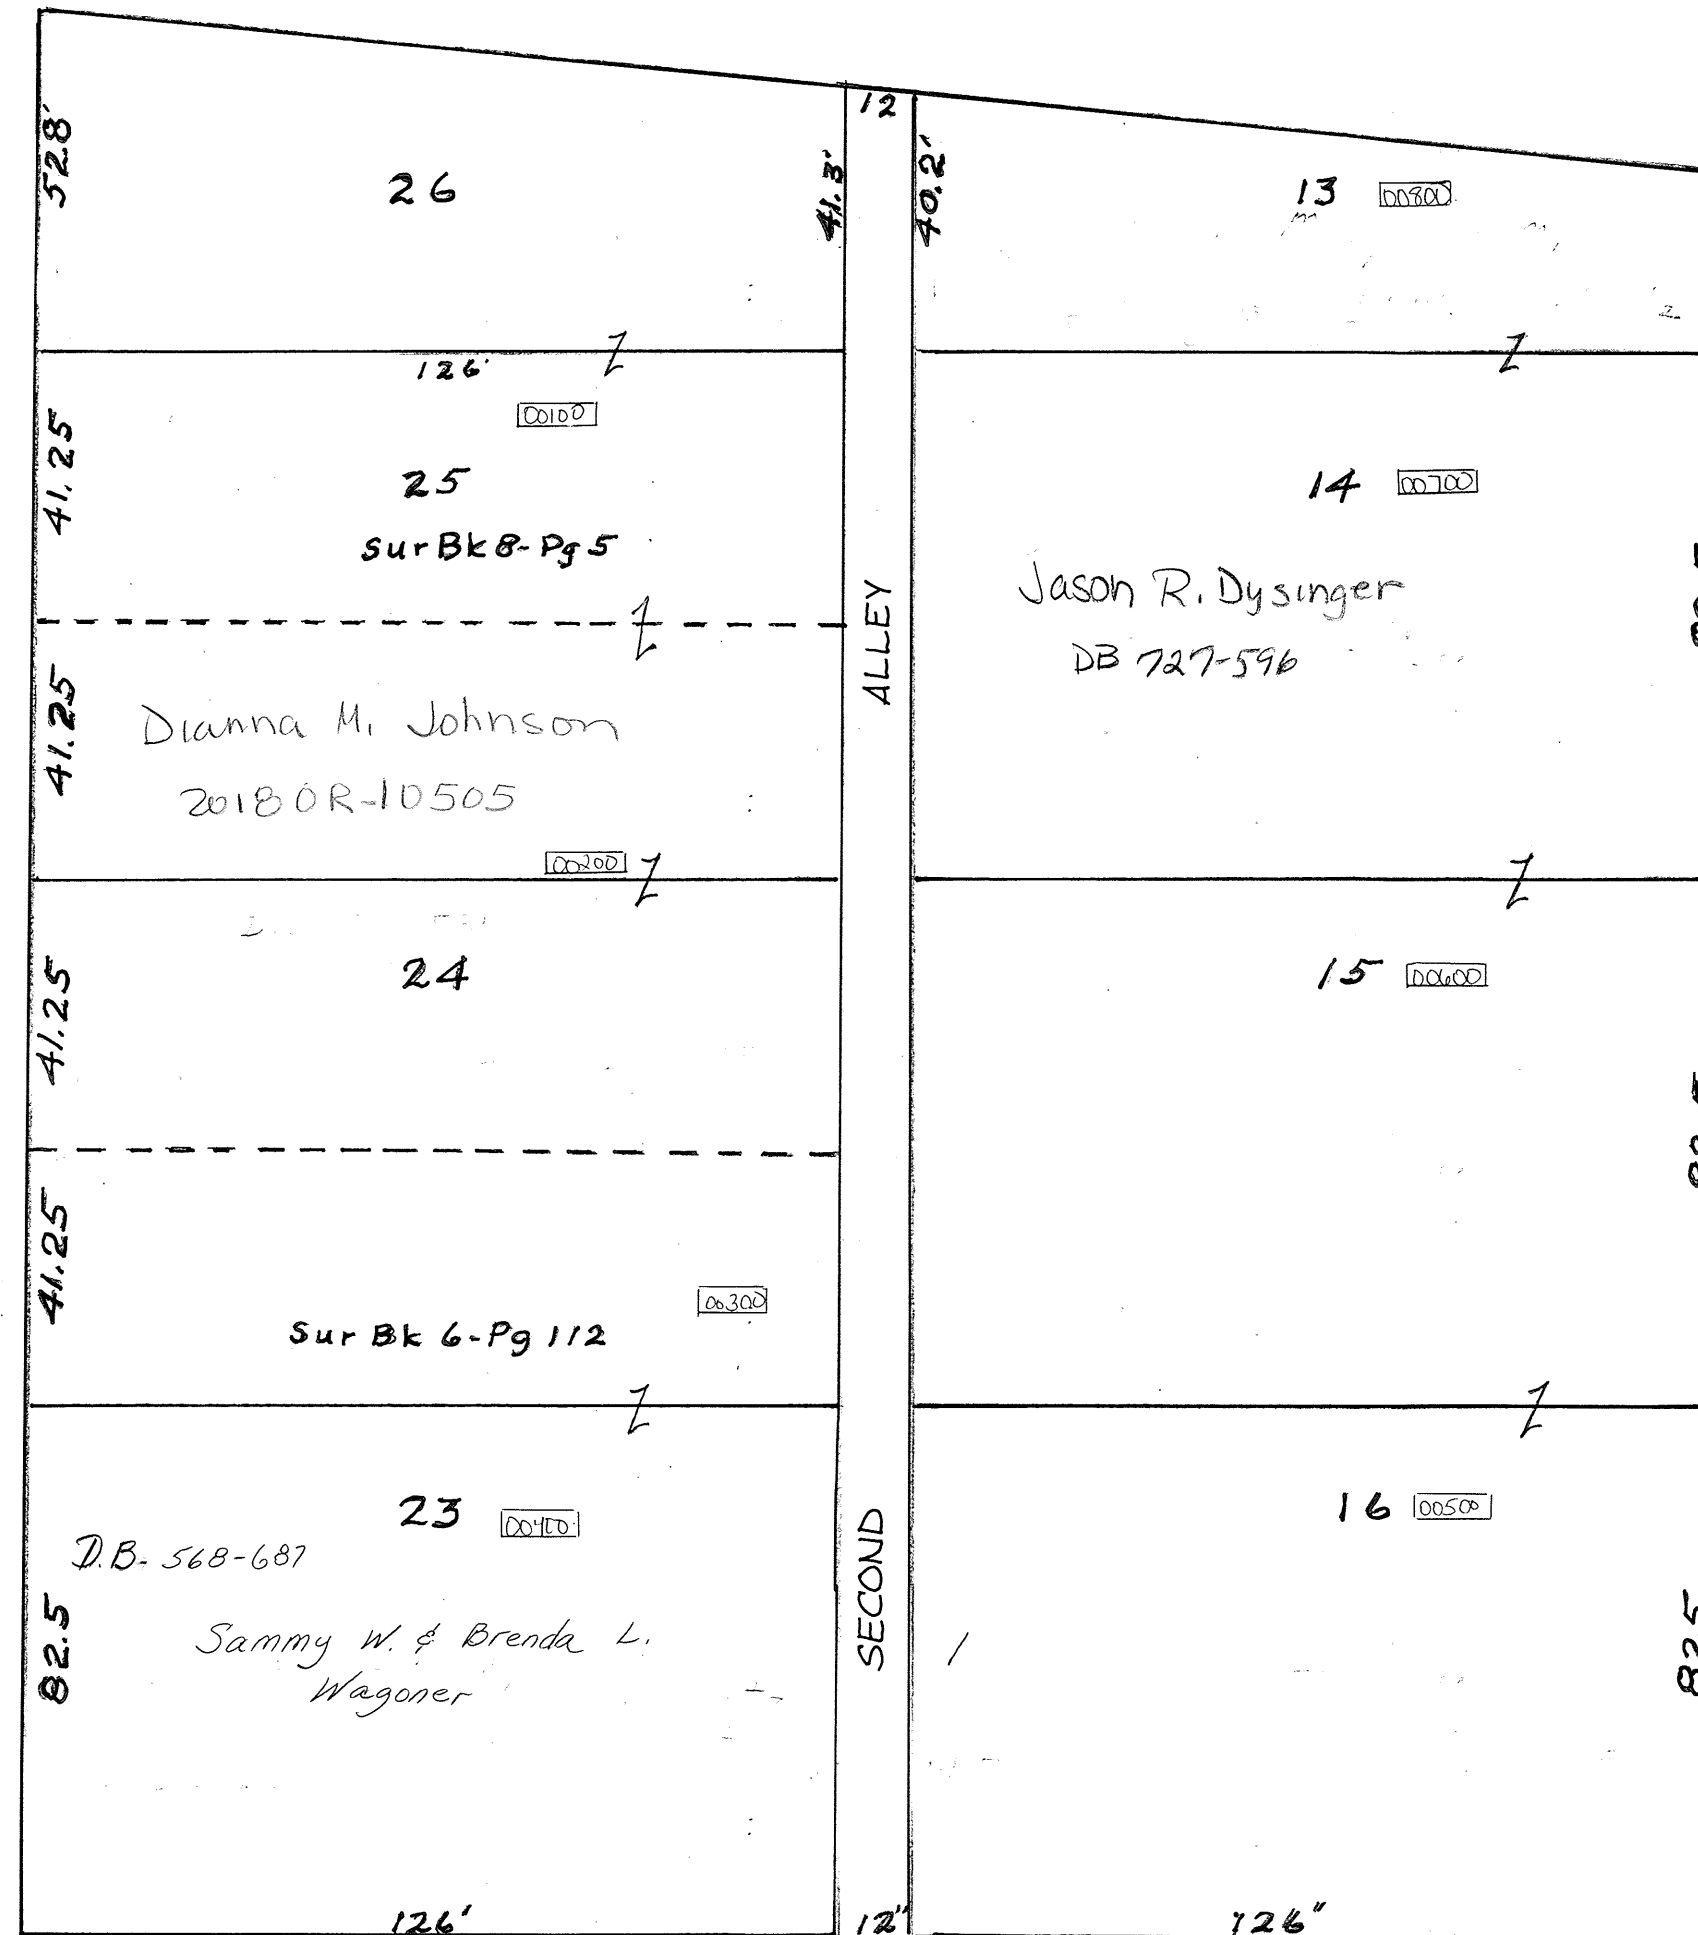 12
52.8'
26
41.3'
40.2'
13 00800
126'
00100
41.25
25
14 00700
Sur Bk 8-Pg 5
ALLEY
Jason R. Dysinger
DB 727-596
41.25
Dianna M. Johnson
2018OR-10505
00200
24
15 00600
41.25
41.25
00300
Sur Bk 6-Pg 112
23 00400
16 00500
D.B. 568-687
SECOND
82.5
Sammy W. & Brenda L.
Wagoner
82.5
126'
12"
126"